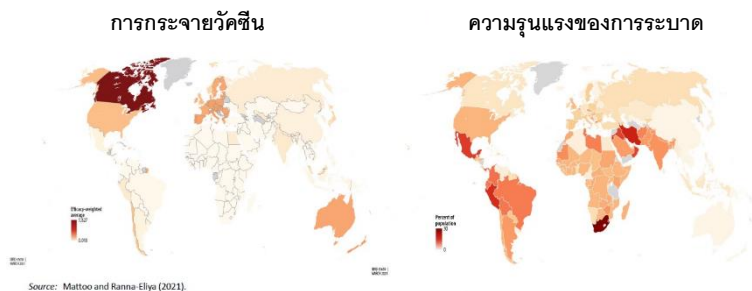 การกระจายวัคซีน
ความรุนแรงของการระบาด
Efficacy-weighted
average
Percent of
population
0
Source: Mattoo and Ranna-Eliya (2021).